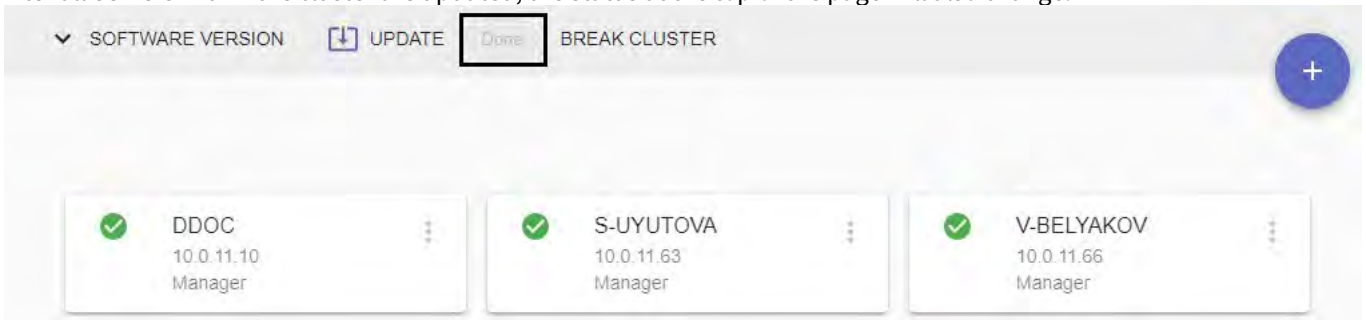 SOFTWARE VERSION UPDATE Done BREAK CLUSTER
+
DDOC S-UYUTOVA V-BELYAKOV
10.0.11.10 10.0.11.63 10.0.11.66
Manager Manager Manager